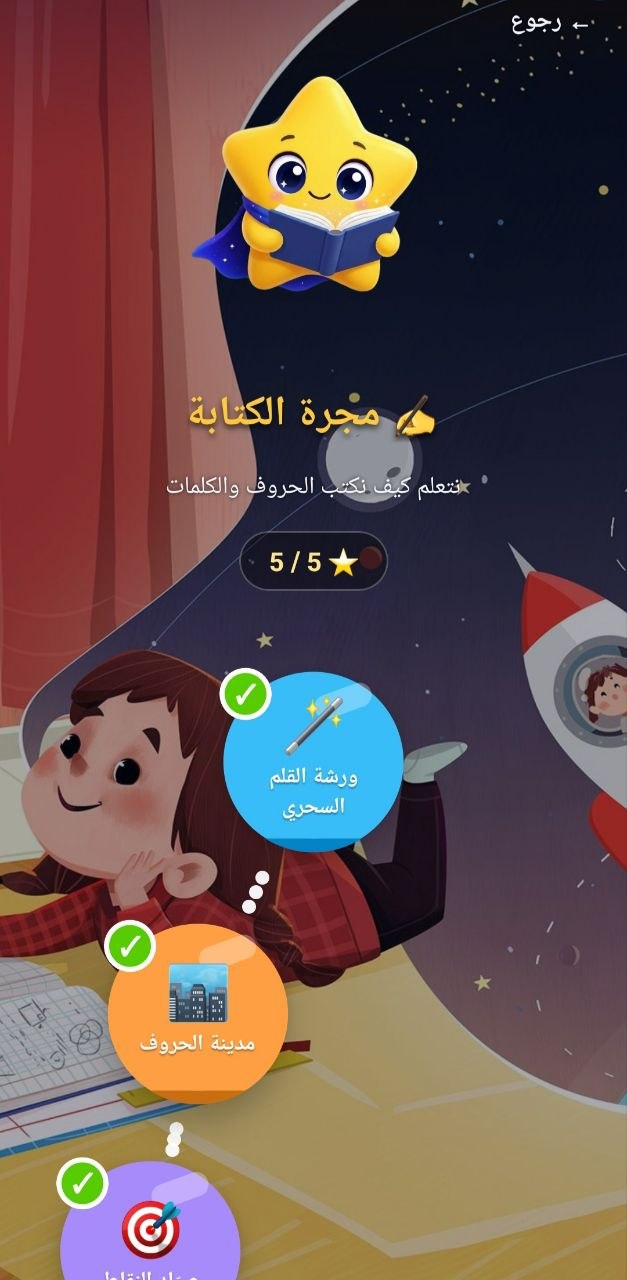 ← رجوع
✍️ مجرة الكتابة
نتعلم كيف نكتب الحروف والكلمات
5 / 5 ⭐
ورشة القلم
السحري
مدينة الحروف